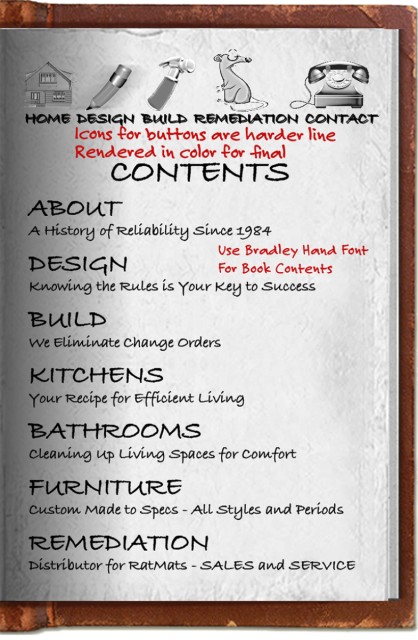 HOME DESIGN BUILD REMEDIATION CONTACT
Icons for buttons are harder line
Rendered in color for final
CONTENTS
ABOUT
A History of Reliability Since 1984
Use Bradley Hand Font
For Book Contents
DESIGN
Knowing the Rules is Your Key to Success
BUILD
We Eliminate Change Orders
KITCHENS
Your Recipe for Efficient Living
BATHROOMS
Cleaning Up Living Spaces for Comfort
FURNITURE
Custom Made to Specs - All Styles and Periods
REMEDIATION
Distributor for RatMats - SALES and SERVICE